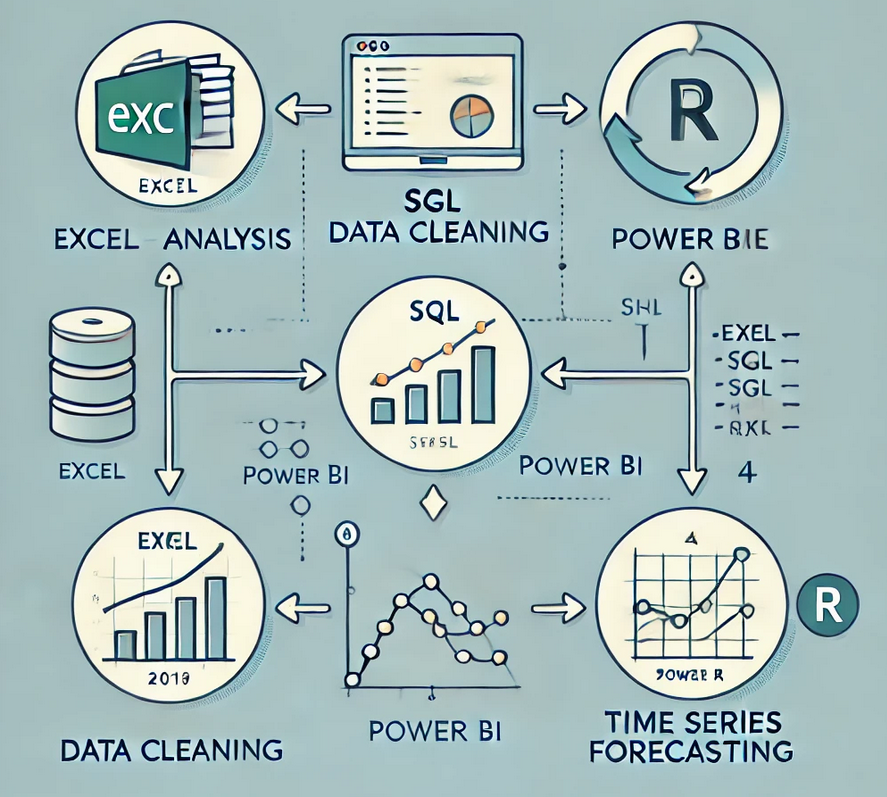 exc
EXCEL
EXCEL ANALYSIS
SGL
DATA CLEANING
R
POWER BIE
SQL
SHL
-EXEL-
-SGL-
-SGL-
EXCEL
POWER BI
POWER BI
4
EXCEL
2019
DATA CLEANING
POWER BI
R
TIME SERIES
FORECASTING